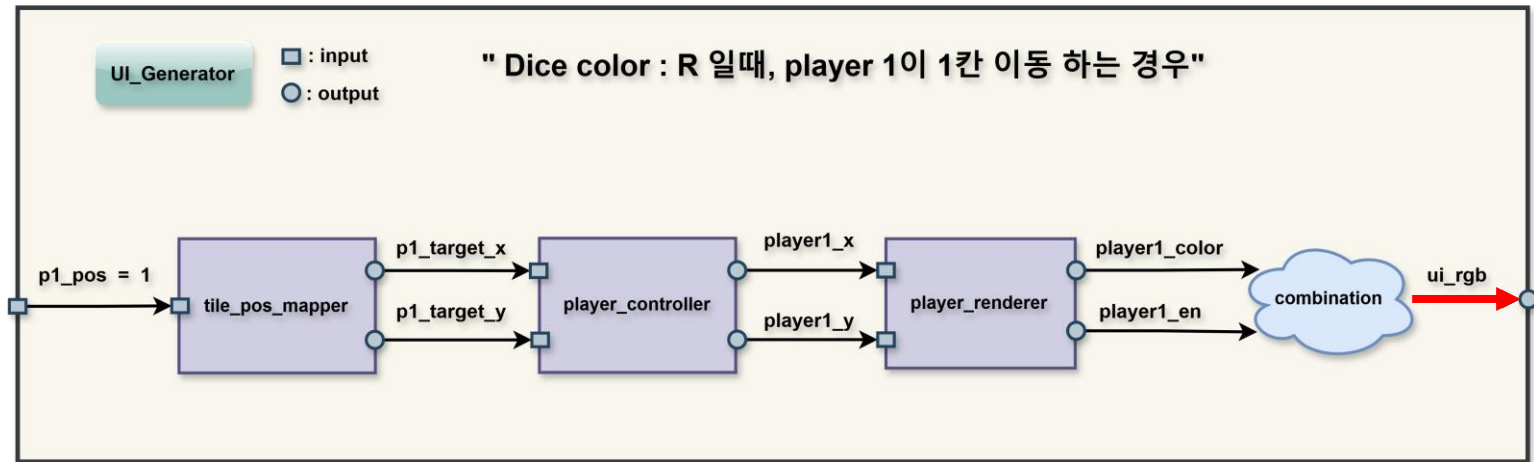 UI_Generator
: input
: output
" Dice color : R 일때, player 1이 1칸 이동 하는 경우"
p1_pos = 1
tile_pos_mapper
p1_target_x
p1_target_y
player_controller
player1_x
player1_y
player_renderer
player1_color
player1_en
combination
ui_rgb